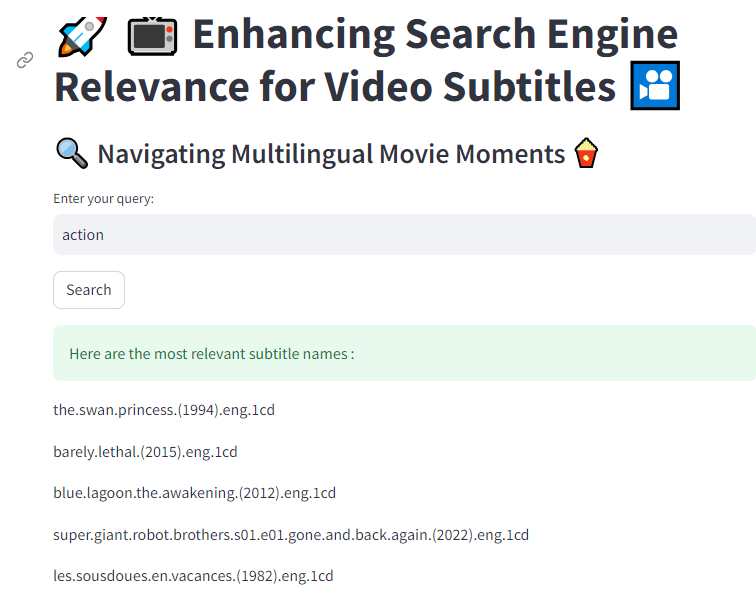 🚀 📺 Enhancing Search Engine
Relevance for Video Subtitles 🎦
🔍 Navigating Multilingual Movie Moments 🍿
Enter your query:
action
Search
Here are the most relevant subtitle names :
the.swan.princess.(1994).eng.1cd
barely.lethal.(2015).eng.1cd
blue.lagoon.the.awakening.(2012).eng.1cd
super.giant.robot.brothers.s01.e01.gone.and.back.again.(2022).eng.1cd
les.sousdoues.en.vacances.(1982).eng.1cd